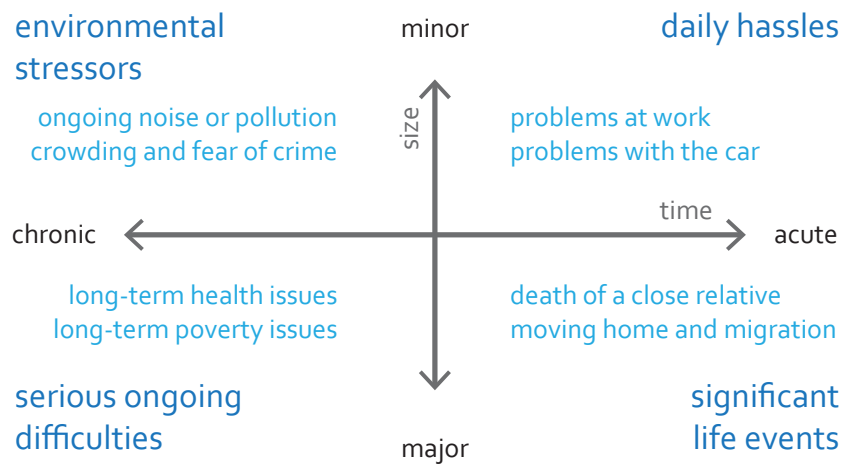 environmental
stressors
minor
daily hassles
ongoing noise or pollution
crowding and fear of crime
size
problems at work
problems with the car
time
chronic
acute
long-term health issues
long-term poverty issues
death of a close relative
moving home and migration
serious ongoing
difficulties
major
significant
life events